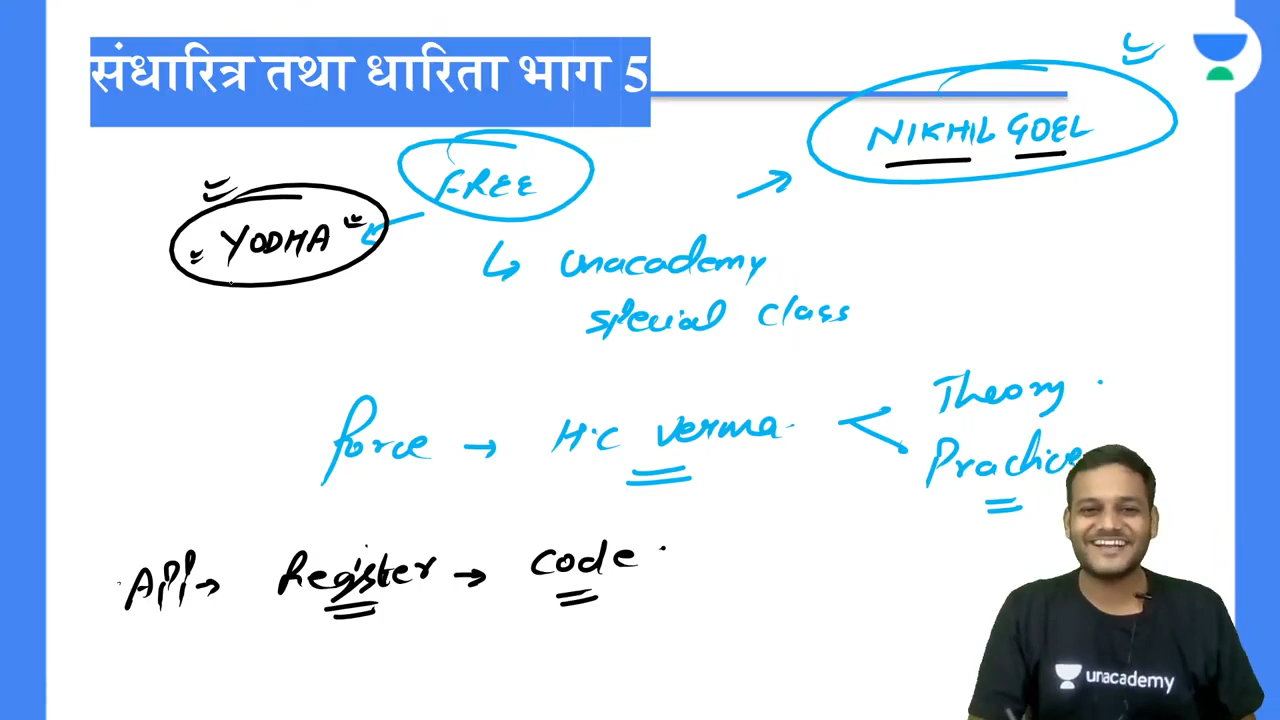 संधारित्र तथा धारिता भाग 5
NIKHIL GOEL
FREE
YODHA
unacademy
special class
force → H.C Verma
Theory
Practice
APP → Register → Code
unacademy